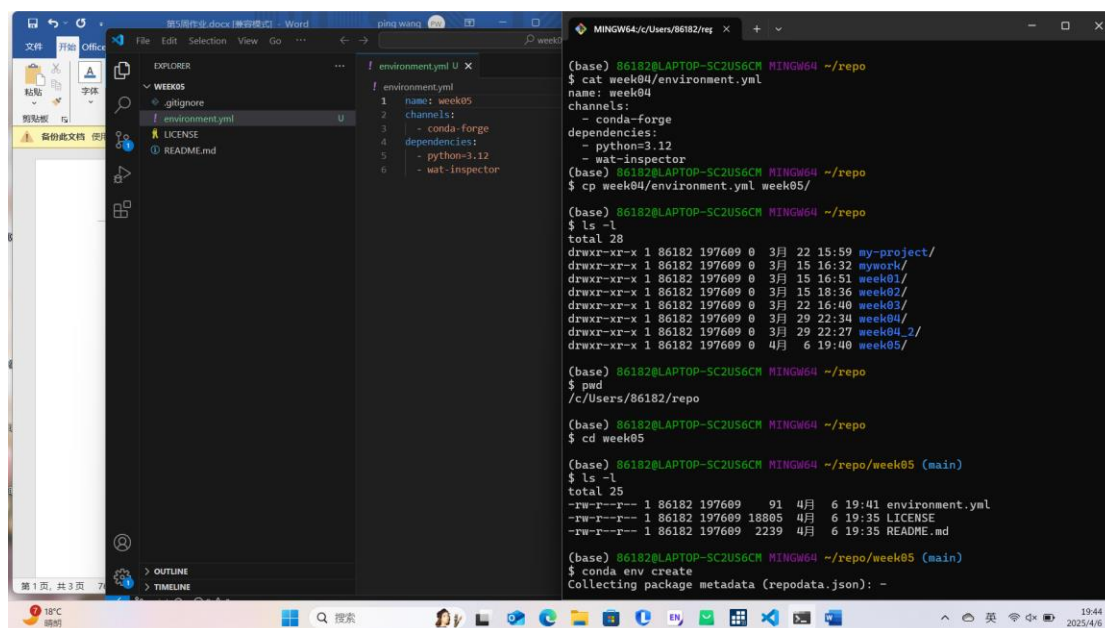 第5周作业.docx [兼容模式] - Word
ping wang
PW
文件
开始
Office
粘贴
字体
剪贴板
备份此文档
第1页，共3页
File Edit Selection View Go ···
EXPLORER
WEEK05
.gitignore
! environment.yml U
LICENSE
README.md
OUTLINE
TIMELINE
! environment.yml U ×
! environment.yml
1 name: week05
2 channels:
3 - conda-forge
4 dependencies:
5 - python=3.12
6 - wat-inspector
MINGW64:/c/Users/86182/rep
(base) 86182@LAPTOP-SC2US6CM MINGW64 ~/repo
$ cat week04/environment.yml
name: week04
channels:
- conda-forge
dependencies:
- python=3.12
- wat-inspector
(base) 86182@LAPTOP-SC2US6CM MINGW64 ~/repo
$ cp week04/environment.yml week05/
(base) 86182@LAPTOP-SC2US6CM MINGW64 ~/repo
$ ls -l
total 28
drwxr-xr-x 1 86182 197609 0 3月 22 15:59 my-project/
drwxr-xr-x 1 86182 197609 0 3月 15 16:32 mywork/
drwxr-xr-x 1 86182 197609 0 3月 15 16:51 week01/
drwxr-xr-x 1 86182 197609 0 3月 15 18:36 week02/
drwxr-xr-x 1 86182 197609 0 3月 22 16:40 week03/
drwxr-xr-x 1 86182 197609 0 3月 29 22:34 week04/
drwxr-xr-x 1 86182 197609 0 3月 29 22:27 week04_2/
drwxr-xr-x 1 86182 197609 0 4月 6 19:40 week05/
(base) 86182@LAPTOP-SC2US6CM MINGW64 ~/repo
$ pwd
/c/Users/86182/repo
(base) 86182@LAPTOP-SC2US6CM MINGW64 ~/repo
$ cd week05
(base) 86182@LAPTOP-SC2US6CM MINGW64 ~/repo/week05 (main)
$ ls -l
total 25
-rw-r--r-- 1 86182 197609 91 4月 6 19:41 environment.yml
-rw-r--r-- 1 86182 197609 18805 4月 6 19:35 LICENSE
-rw-r--r-- 1 86182 197609 2239 4月 6 19:35 README.md
(base) 86182@LAPTOP-SC2US6CM MINGW64 ~/repo/week05 (main)
$ conda env create
Collecting package metadata (repodata.json): -
18°C
晴朗
搜索
英
19:44
2025/4/6